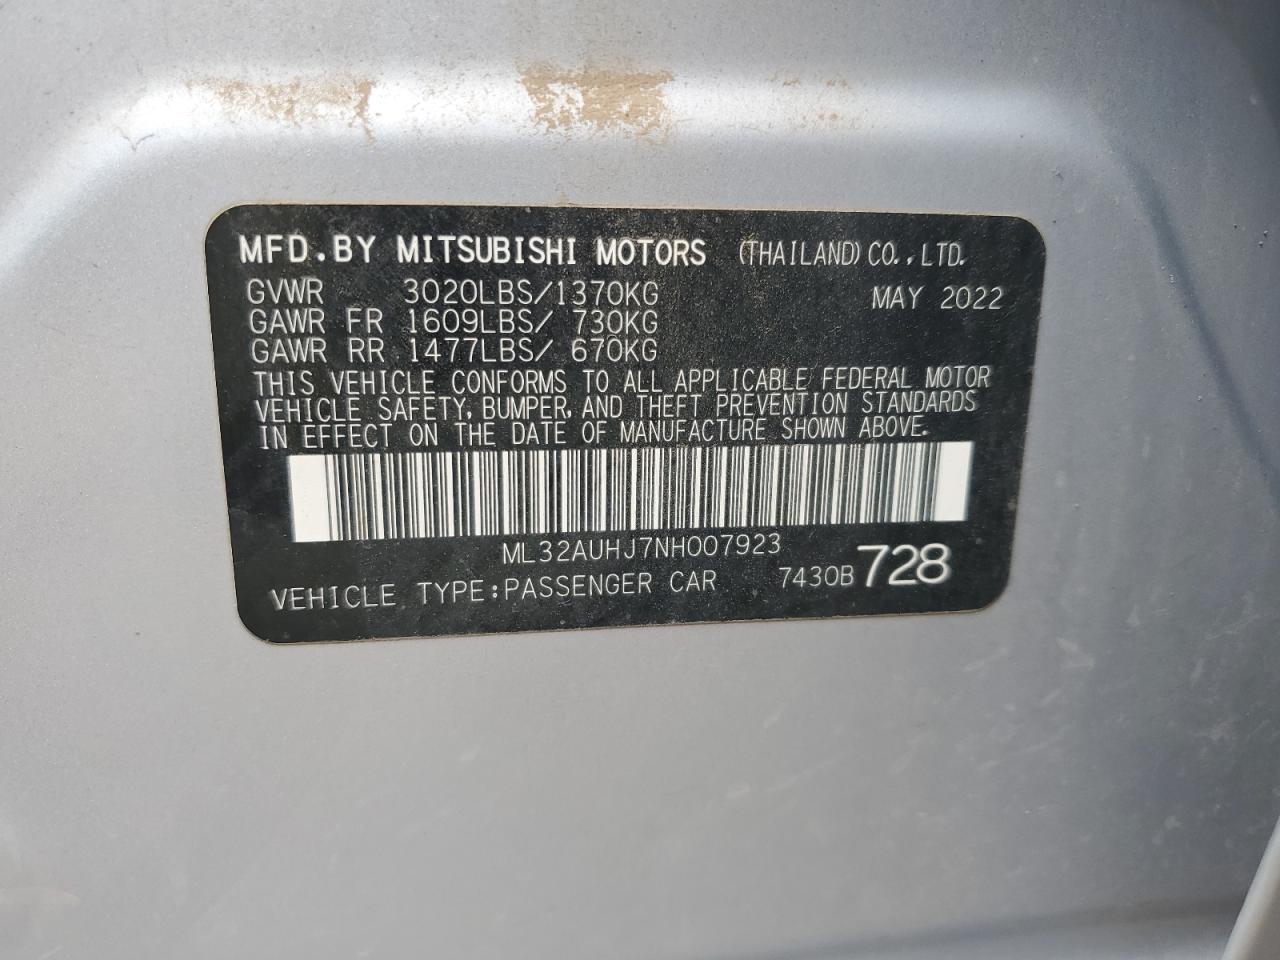 MFD.BY MITSUBISHI MOTORS (THAILAND) CO., LTD.
GVWR 3020LBS/1370KG MAY 2022
GAWR FR 1609LBS/ 730KG
GAWR RR 1477LBS/ 670KG
THIS VEHICLE CONFORMS TO ALL APPLICABLE FEDERAL MOTOR
VEHICLE SAFETY, BUMPER, AND THEFT PREVENTION STANDARDS
IN EFFECT ON THE DATE OF MANUFACTURE SHOWN ABOVE.
ML32AUHJ7NH007923
VEHICLE TYPE:PASSENGER CAR 7430B 728